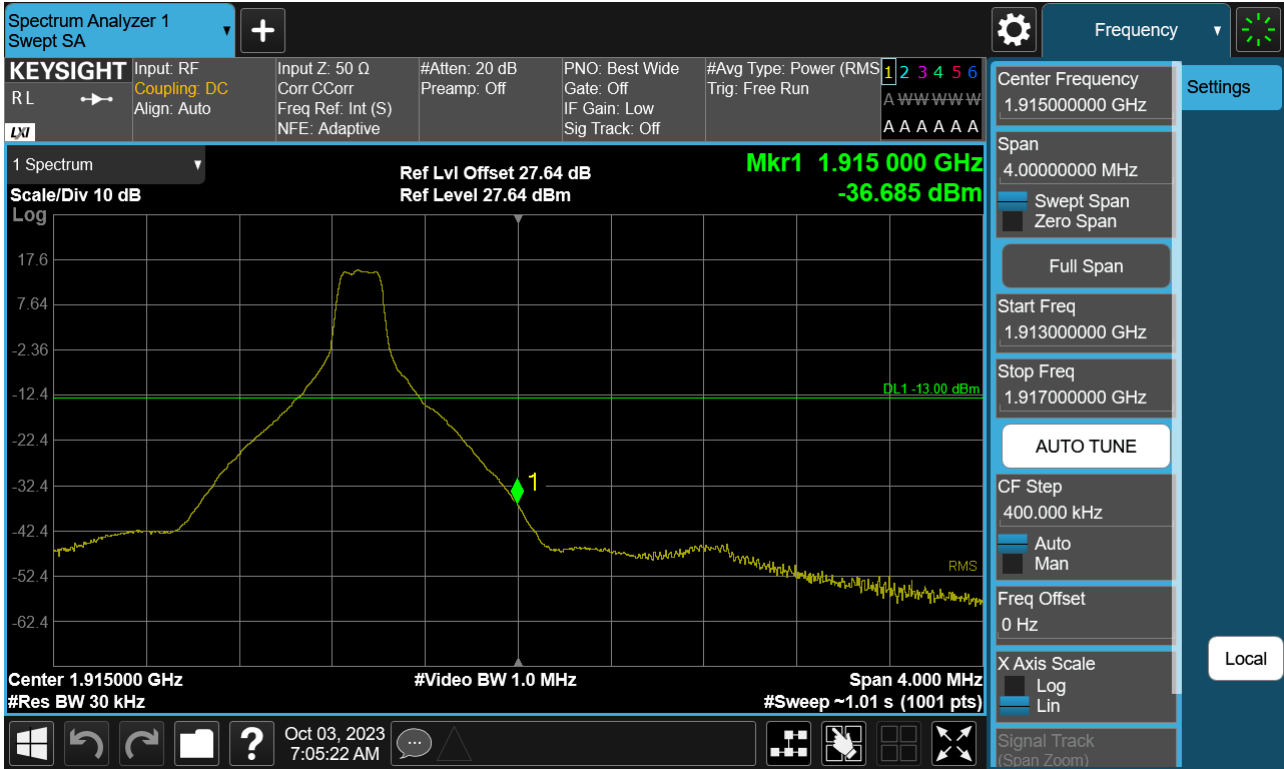 Spectrum Analyzer 1
Swept SA
+
Frequency
KEYSIGHT
R L
LXI
Input: RF
Coupling: DC
Align: Auto
Input Z: 50 Ω
Corr CCorr
Freq Ref: Int (S)
NFE: Adaptive
#Atten: 20 dB
Preamp: Off
PNO: Best Wide
Gate: Off
IF Gain: Low
Sig Track: Off
#Avg Type: Power (RMS
Trig: Free Run
1 2 3 4 5 6
A W W W W W
A A A A A A
1 Spectrum
Scale/Div 10 dB
Log
Ref Lvl Offset 27.64 dB
Ref Level 27.64 dBm
Mkr1 1.915 000 GHz
-36.685 dBm
17.6
7.64
-2.36
-12.4
-22.4
-32.4
-42.4
-52.4
-62.4
DL1 -13.00 dBm
1
RMS
Center 1.915000 GHz
#Video BW 1.0 MHz
Span 4.000 MHz
#Res BW 30 kHz
#Sweep ~1.01 s (1001 pts)
?
Oct 03, 2023
7:05:22 AM
Center Frequency
1.915000000 GHz
Span
4.00000000 MHz
Swept Span
Zero Span
Full Span
Start Freq
1.913000000 GHz
Stop Freq
1.917000000 GHz
AUTO TUNE
CF Step
400.000 kHz
Auto
Man
Freq Offset
0 Hz
X Axis Scale
Log
Lin
Signal Track
(Span Zoom)
Settings
Local